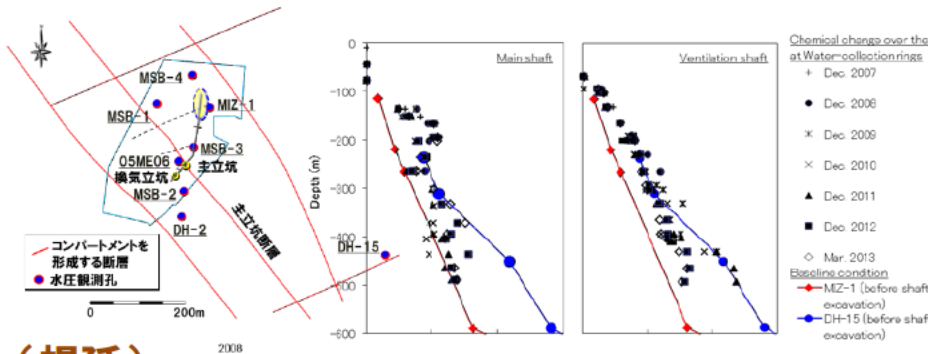 MSB-4
MIZ-1
MSB-1
MSB-3
05ME06
主立坑
換気立坑
MSB-2
DH-2
主立坑断層
DH-15
コンパートメントを
形成する断層
水圧観測孔
0 200m
2008
Main shaft
Depth (m)
0
-100
-200
-300
-400
-500
-600
Ventilation shaft
Chemical change over the
at Water-collection rings
Dec. 2007
Dec. 2008
Dec. 2009
Dec. 2010
Dec. 2011
Dec. 2012
Mar. 2013
Baseline condition
MIZ-1 (before shaft
excavation)
DH-15 (before shaft
excavation)